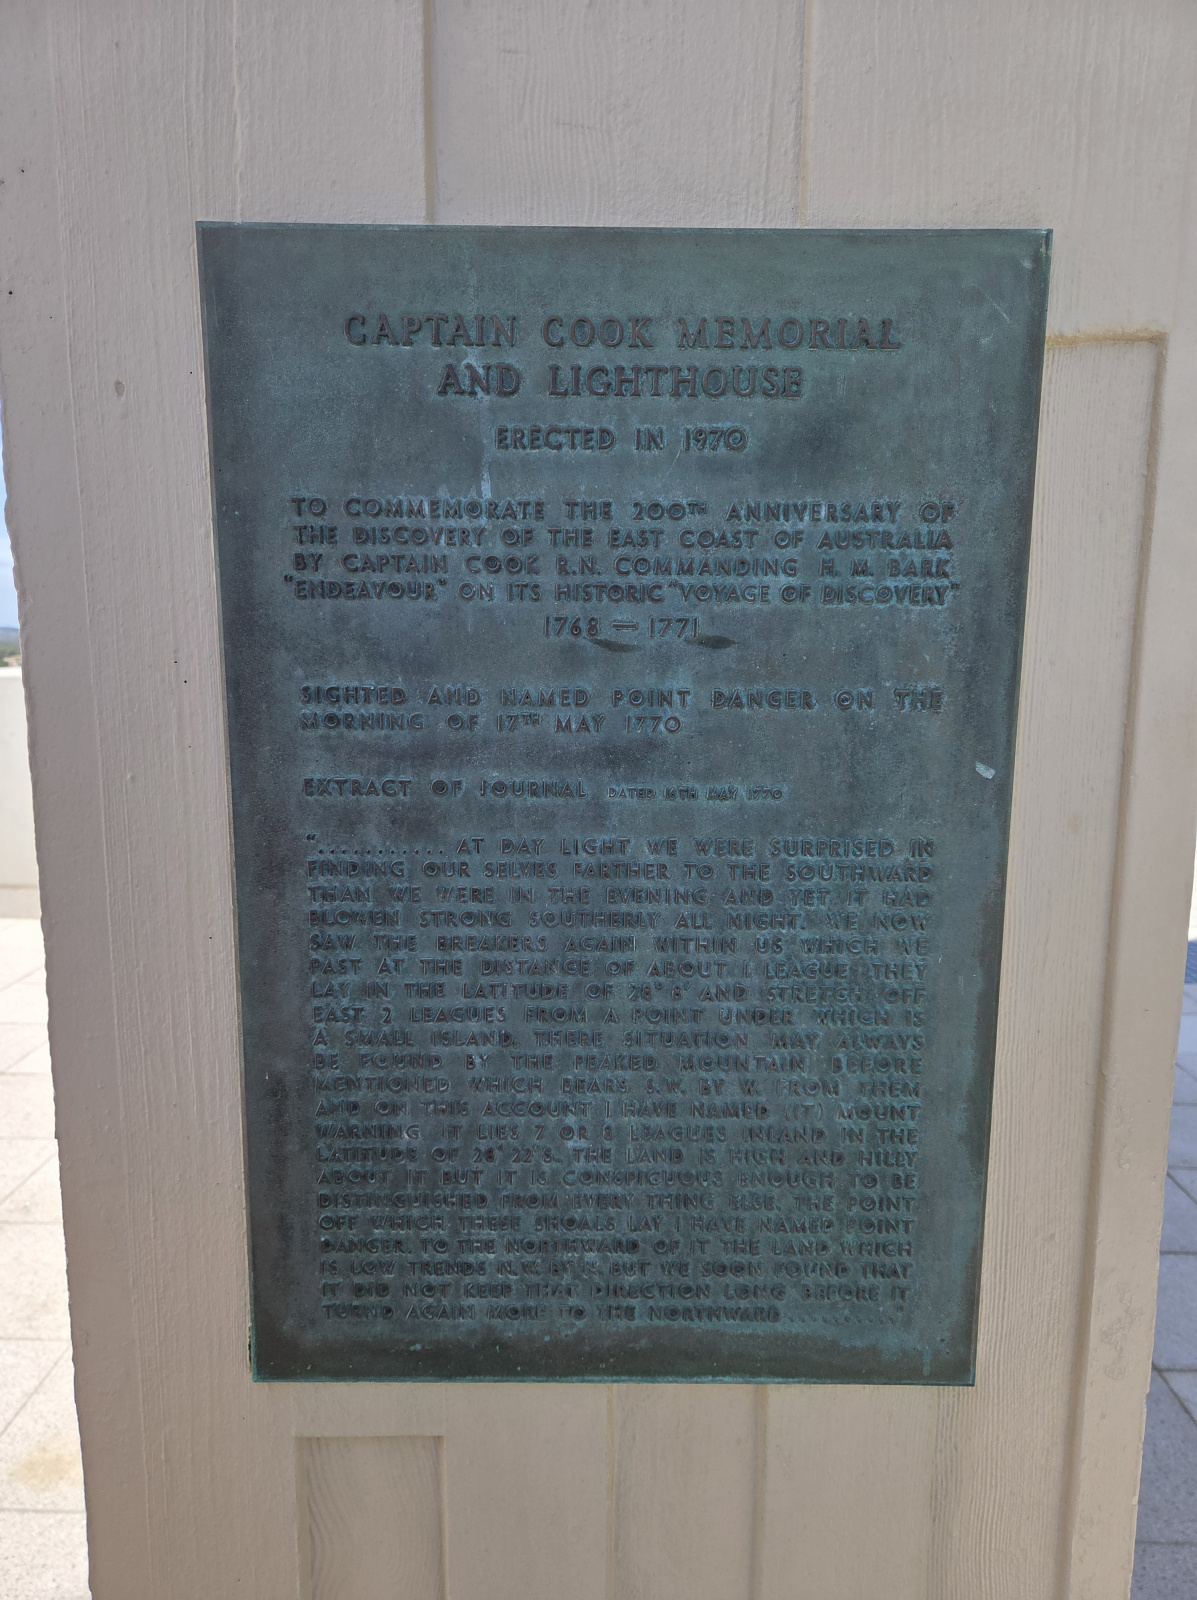 CAPTAIN COOK MEMORIAL
AND LIGHTHOUSE
ERECTED IN 1970
TO COMMEMORATE THE 200TH ANNIVERSARY OF
THE DISCOVERY OF THE EAST COAST OF AUSTRALIA
BY CAPTAIN COOK R.N. COMMANDING H. M. BARK
"ENDEAVOUR" ON ITS HISTORIC "VOYAGE OF DISCOVERY"
1768 — 1771
SIGHTED AND NAMED POINT DANGER ON THE
MORNING OF 17TH MAY 1770
EXTRACT OF JOURNAL DATED 16TH MAY 1770
"............ AT DAY LIGHT WE WERE SURPRISED IN
FINDING OUR SELVES FARTHER TO THE SOUTHWARD
THAN WE WERE IN THE EVENING AND YET IT HAD
BLOWEN STRONG SOUTHERLY ALL NIGHT. WE NOW
SAW THE BREAKERS AGAIN WITHIN US WHICH WE
PAST AT THE DISTANCE OF ABOUT 1 LEAGUE, THEY
LAY IN THE LATITUDE OF 28° 8' AND STRETCH OFF
EAST 2 LEAGUES FROM A POINT UNDER WHICH IS
A SMALL ISLAND. THERE SITUATION MAY ALWAYS
BE FOUND BY THE PEAKED MOUNTAIN BEFORE
MENTIONED WHICH BEARS S.W. BY W. FROM THEM
AND ON THIS ACCOUNT I HAVE NAMED (IT) MOUNT
WARNING IT LIES 7 OR 8 LEAGUES INLAND IN THE
LATITUDE OF 28° 22' S. THE LAND IS HIGH AND HILLY
ABOUT IT BUT IT IS CONSPICUOUS ENOUGH TO BE
DISTINGUISHED FROM EVERY THING ELSE. THE POINT
OFF WHICH THESE SHOALS LAY I HAVE NAMED POINT
DANGER. TO THE NORTHWARD OF IT THE LAND WHICH
IS LOW TRENDS N.W. BY N. BUT WE SOON FOUND THAT
IT DID NOT KEEP THAT DIRECTION LONG BEFORE IT
TURND AGAIN MORE TO THE NORTHWARD .........."